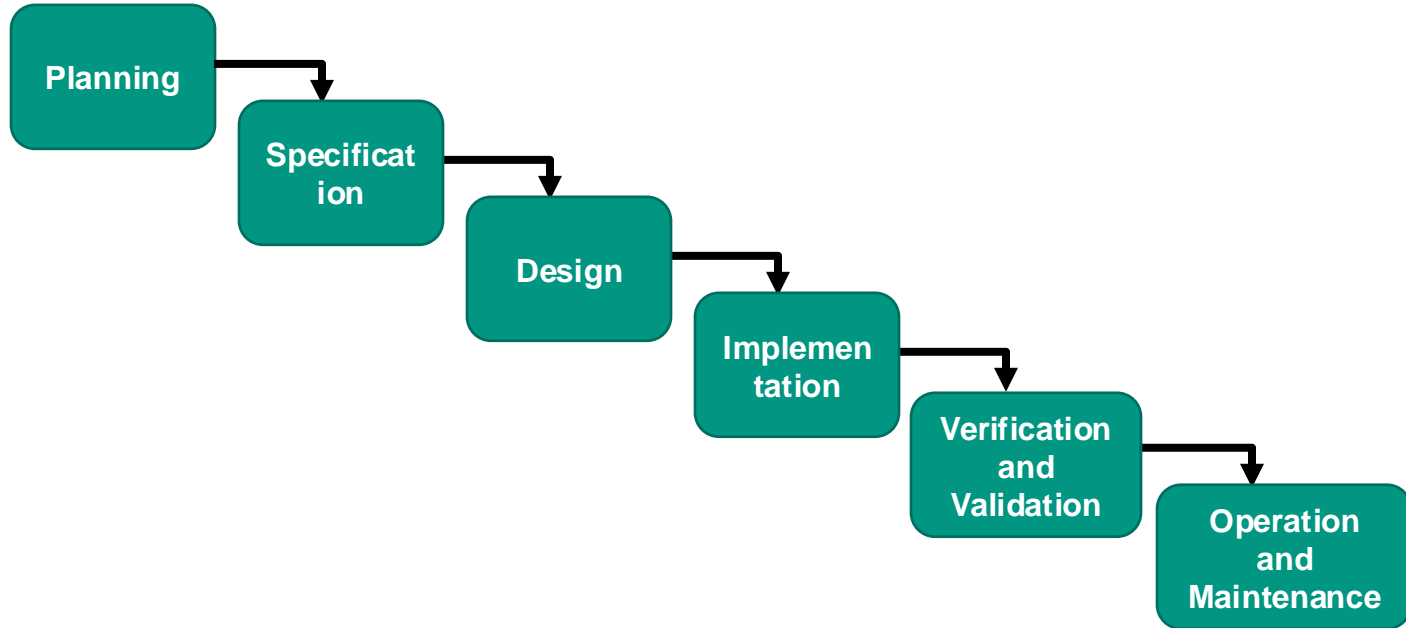 Planning
Specificat
ion
Design
Implemen
tation
Verification
and
Validation
Operation
and
Maintenance